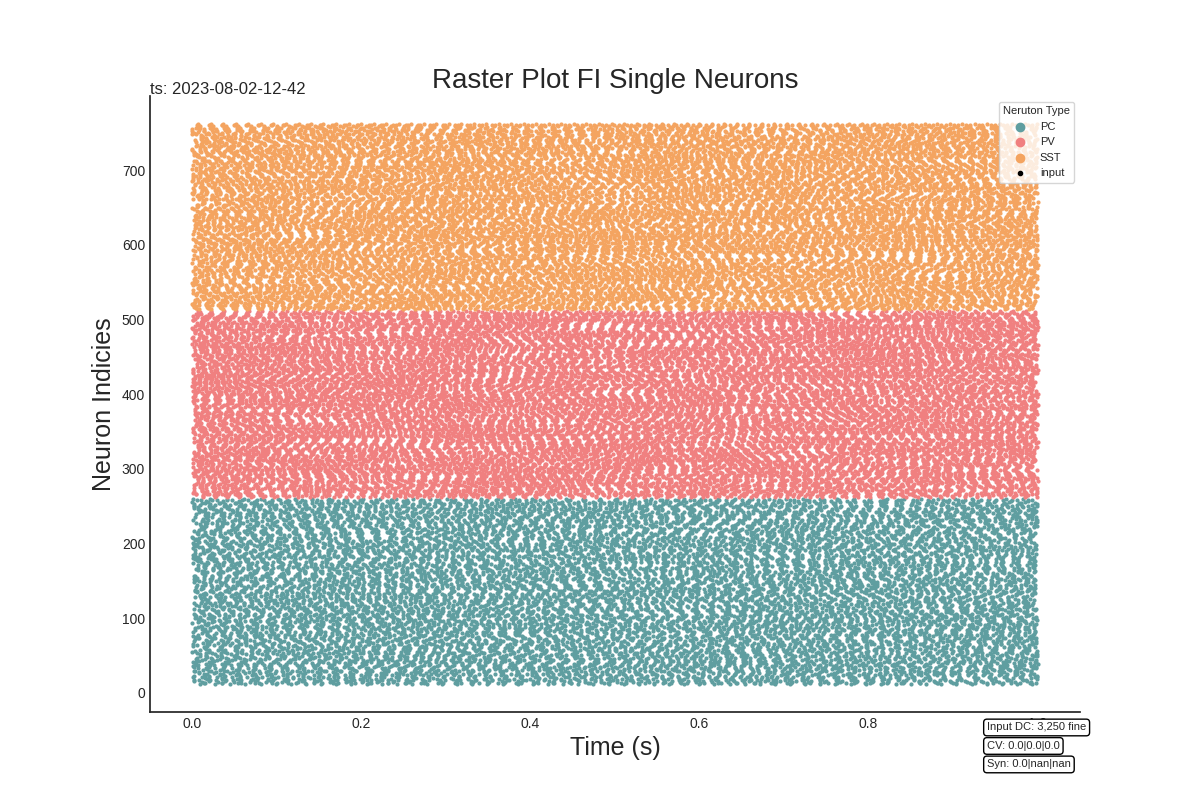 Raster Plot FI Single Neurons
ts: 2023-08-02-12-42
Neruton Type
PC
PV
SST
input
700
600
500
400
300
200
100
0
Neuron Indicies
0.0 0.2 0.4 0.6 0.8
Time (s)
Input DC: 3,250 fine
CV: 0.0|0.0|0.0
Syn: 0.0|nan|nan